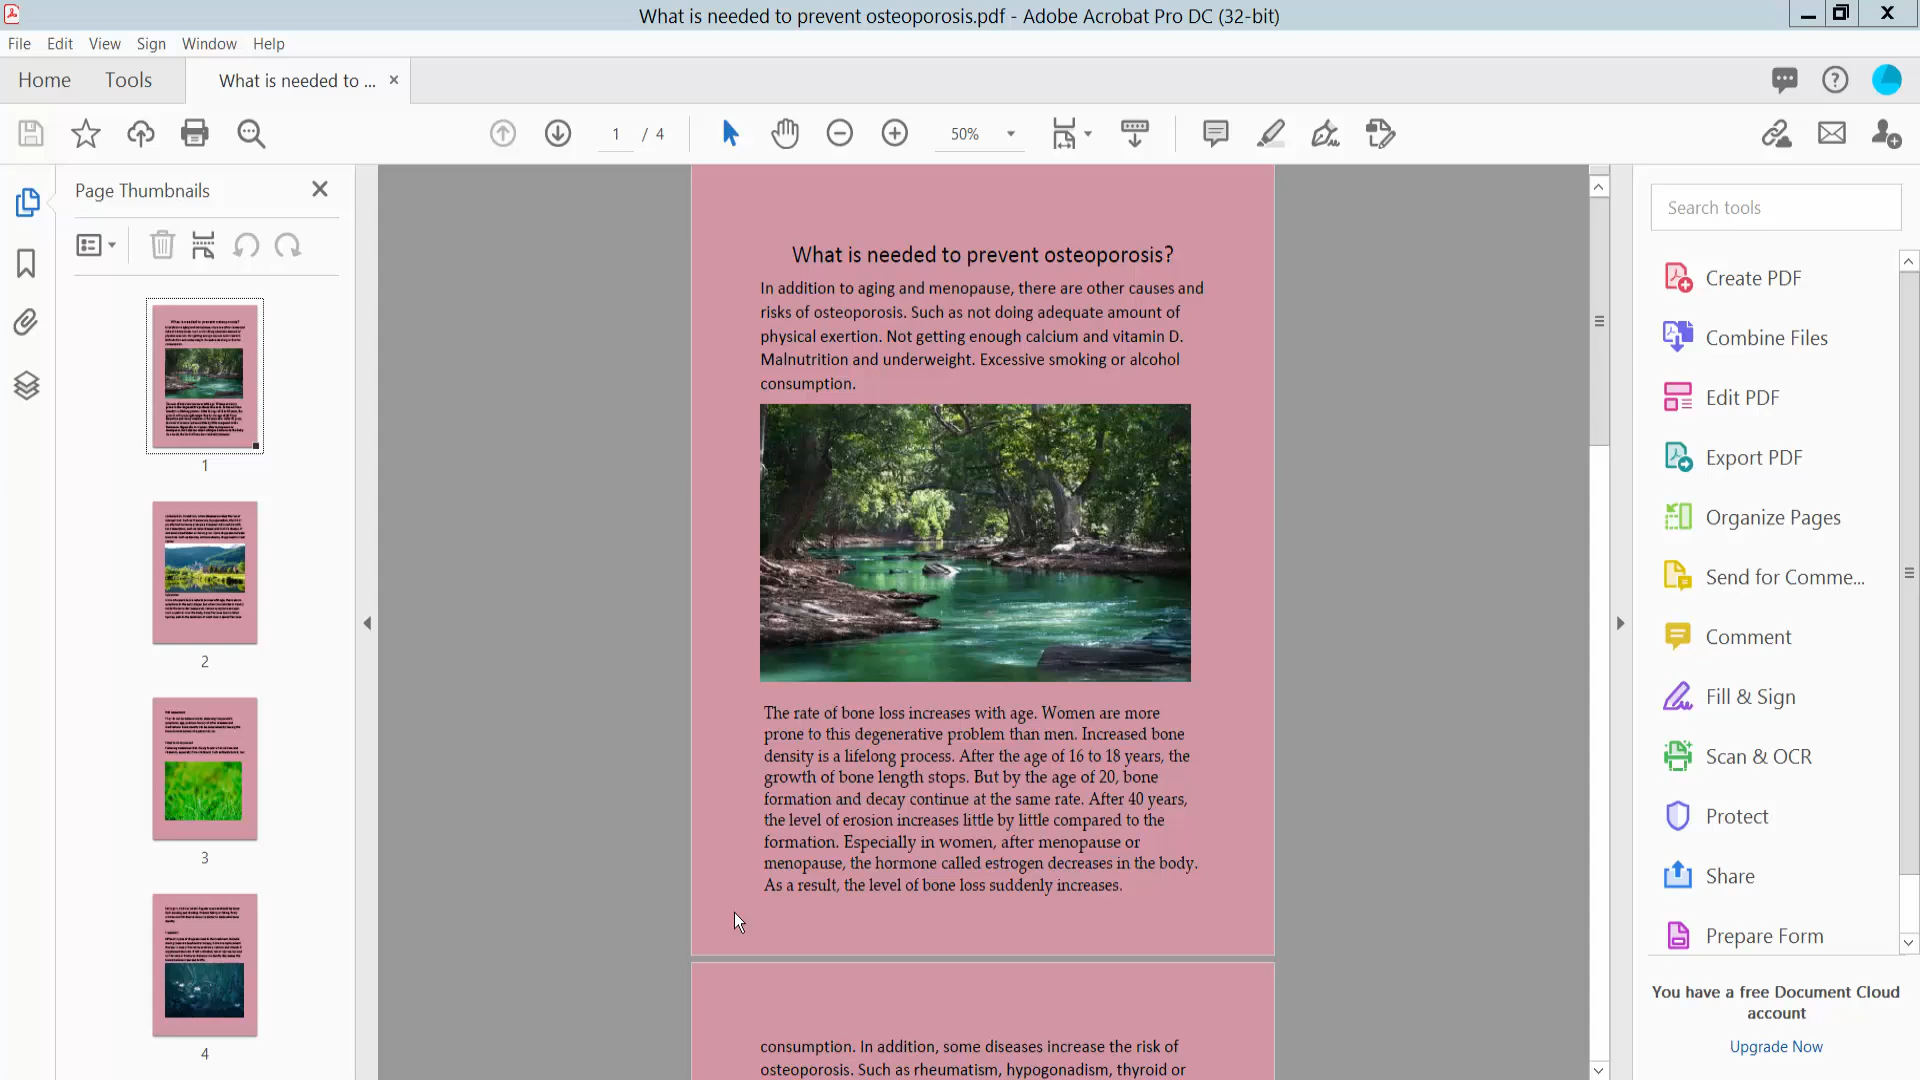 What is needed to prevent osteoporosis.pdf - Adobe Acrobat Pro DC (32-bit)
File Edit View Sign Window Help
Home Tools What is needed to ... ×
1 / 4 50%
Page Thumbnails
1
2
3
4
What is needed to prevent osteoporosis?
In addition to aging and menopause, there are other causes and
risks of osteoporosis. Such as not doing adequate amount of
physical exertion. Not getting enough calcium and vitamin D.
Malnutrition and underweight. Excessive smoking or alcohol
consumption.
The rate of bone loss increases with age. Women are more
prone to this degenerative problem than men. Increased bone
density is a lifelong process. After the age of 16 to 18 years, the
growth of bone length stops. But by the age of 20, bone
formation and decay continue at the same rate. After 40 years,
the level of erosion increases little by little compared to the
formation. Especially in women, after menopause or
menopause, the hormone called estrogen decreases in the body.
As a result, the level of bone loss suddenly increases.
consumption. In addition, some diseases increase the risk of
osteoporosis. Such as rheumatism, hypogonadism, thyroid or
Search tools
Create PDF
Combine Files
Edit PDF
Export PDF
Organize Pages
Send for Comme...
Comment
Fill & Sign
Scan & OCR
Protect
Share
Prepare Form
You have a free Document Cloud
account
Upgrade Now